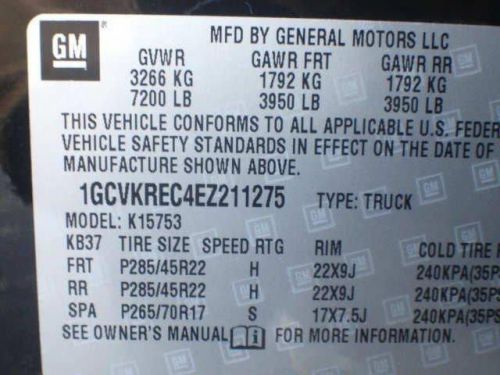 GM
MFD BY GENERAL MOTORS LLC
GVWR GAWR FRT GAWR RR
3266 KG 1792 KG 1792 KG
7200 LB 3950 LB 3950 LB
THIS VEHICLE CONFORMS TO ALL APPLICABLE U.S. FEDER
VEHICLE SAFETY STANDARDS IN EFFECT ON THE DATE OF
MANUFACTURE SHOWN ABOVE.
1GCVKREC4EZ211275 TYPE: TRUCK
MODEL: K15753
KB37 TIRE SIZE SPEED RTG RIM COLD TIRE
FRT P285/45R22 H 22X9J 240KPA(35PS
RR P285/45R22 H 22X9J 240KPA(35PS
SPA P265/70R17 S 17X7.5J 240KPA(35PS
SEE OWNER'S MANUAL FOR MORE INFORMATION.